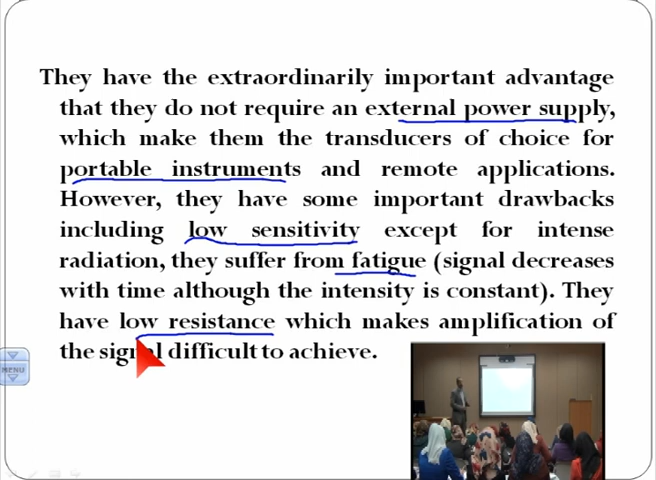 They have the extraordinarily important advantage
that they do not require an external power supply,
which make them the transducers of choice for
portable instruments and remote applications.
However, they have some important drawbacks
including low sensitivity except for intense
radiation, they suffer from fatigue (signal decreases
with time although the intensity is constant). They
have low resistance which makes amplification of
the signal difficult to achieve.
MENU